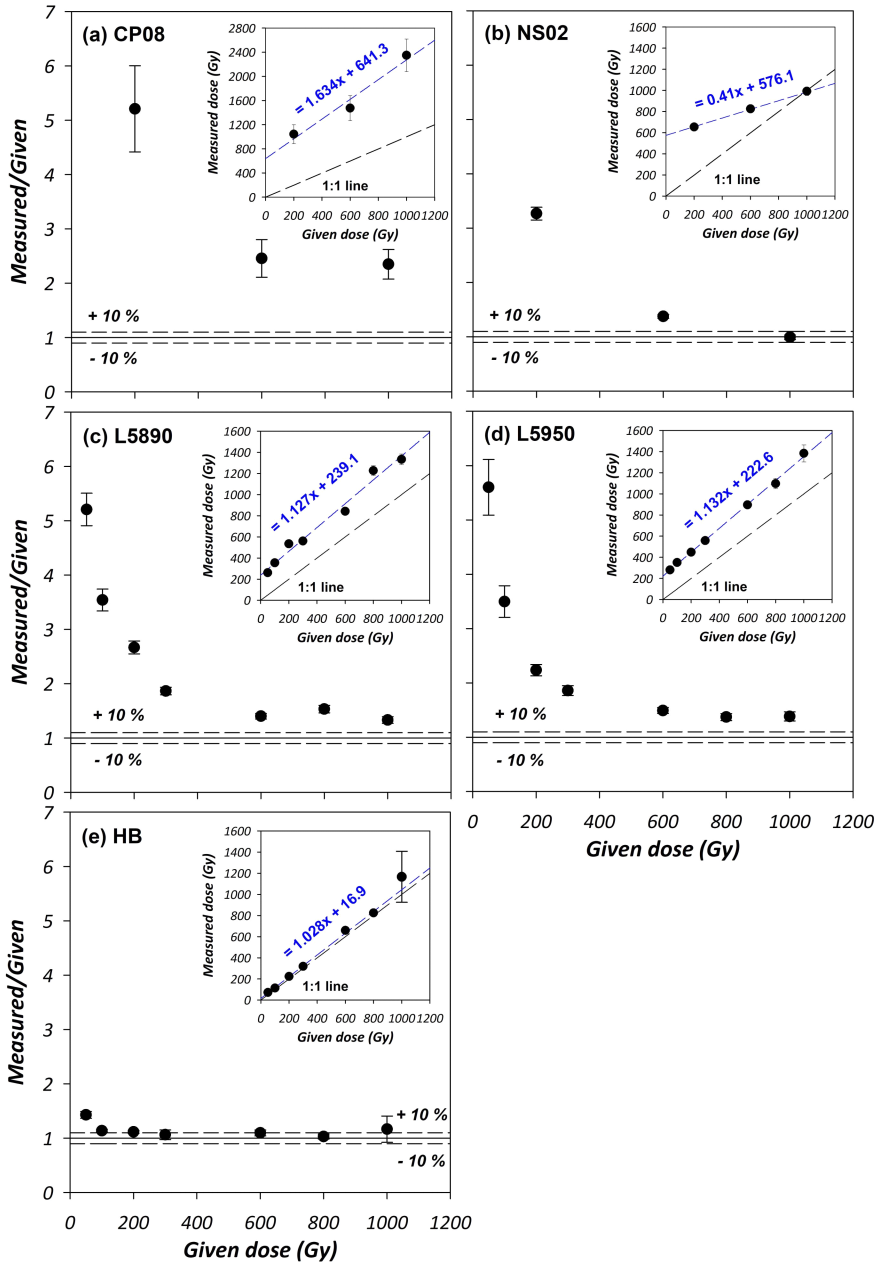 (a) CP08
Measured/Given
7
6
5
4
3
2
1
0
+ 10 %
- 10 %
Measured dose (Gy)
2800
2400
2000
1600
1200
800
400
0
= 1.634x + 641.3
1:1 line
0 200 400 600 800 1000 1200
Given dose (Gy)
(b) NS02
+ 10 %
- 10 %
Measured dose (Gy)
1600
1400
1200
1000
800
600
400
200
0
= 0.41x + 576.1
1:1 line
0 200 400 600 800 1000 1200
Given dose (Gy)
(c) L5890
Measured/Given
7
6
5
4
3
2
1
0
+ 10 %
- 10 %
Measured dose (Gy)
1600
1400
1200
1000
800
600
400
200
0
= 1.127x + 239.1
1:1 line
0 200 400 600 800 1000 1200
Given dose (Gy)
(d) L5950
+ 10 %
- 10 %
Measured dose (Gy)
1600
1400
1200
1000
800
600
400
200
0
= 1.132x + 222.6
1:1 line
0 200 400 600 800 1000 1200
Given dose (Gy)
0 200 400 600 800 1000 1200
Given dose (Gy)
(e) HB
Measured/Given
7
6
5
4
3
2
1
0
+ 10 %
- 10 %
Measured dose (Gy)
1600
1400
1200
1000
800
600
400
200
0
= 1.028x + 16.9
1:1 line
0 200 400 600 800 1000 1200
Given dose (Gy)
0 200 400 600 800 1000 1200
Given dose (Gy)